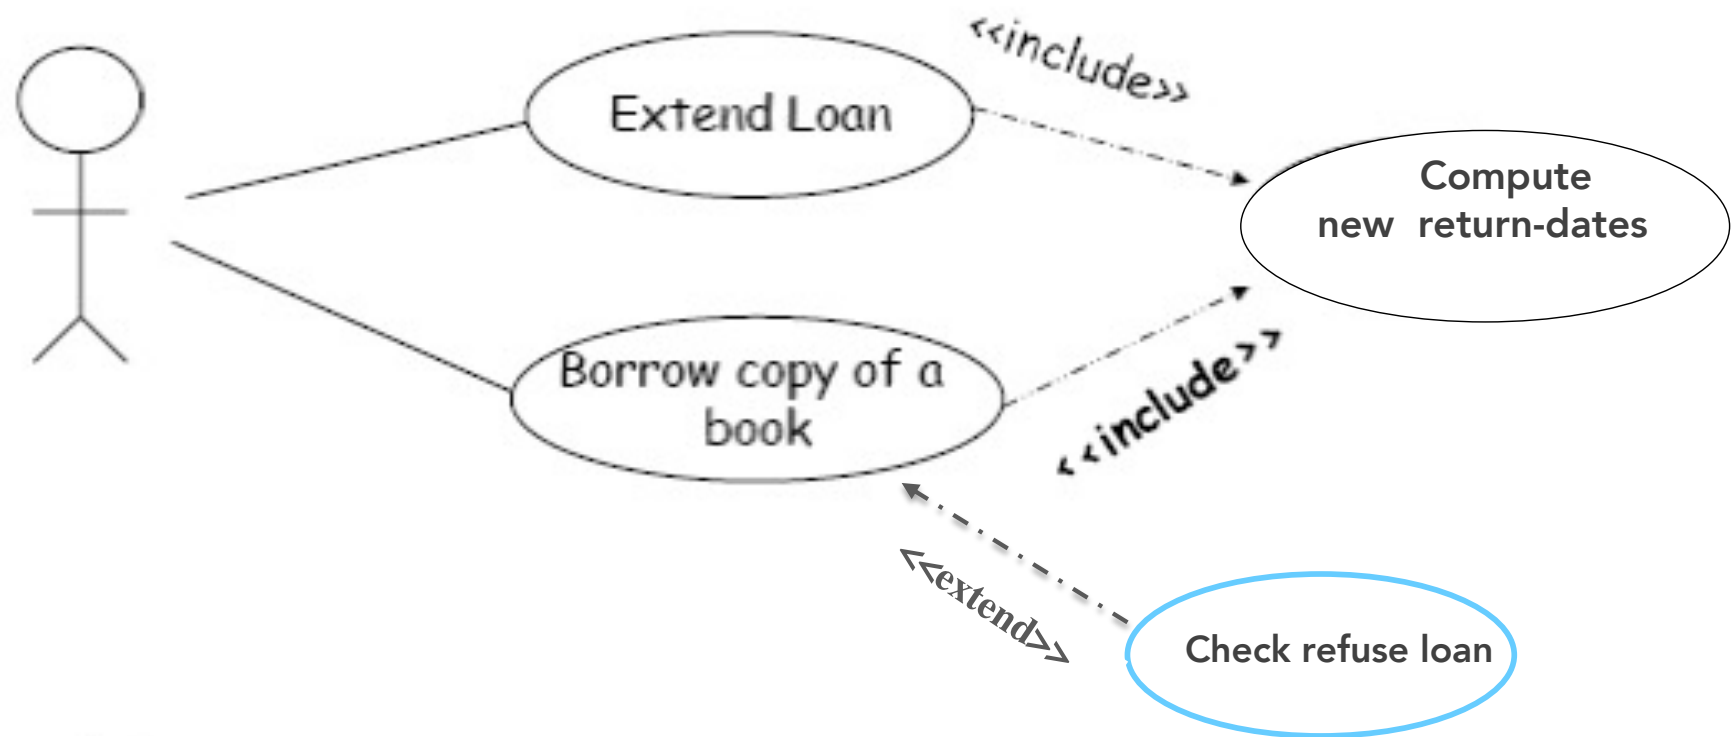 <<include>>
Extend Loan
Compute
new return-dates
Borrow copy of a
book
<<include>>
<<extend>>
Check refuse loan